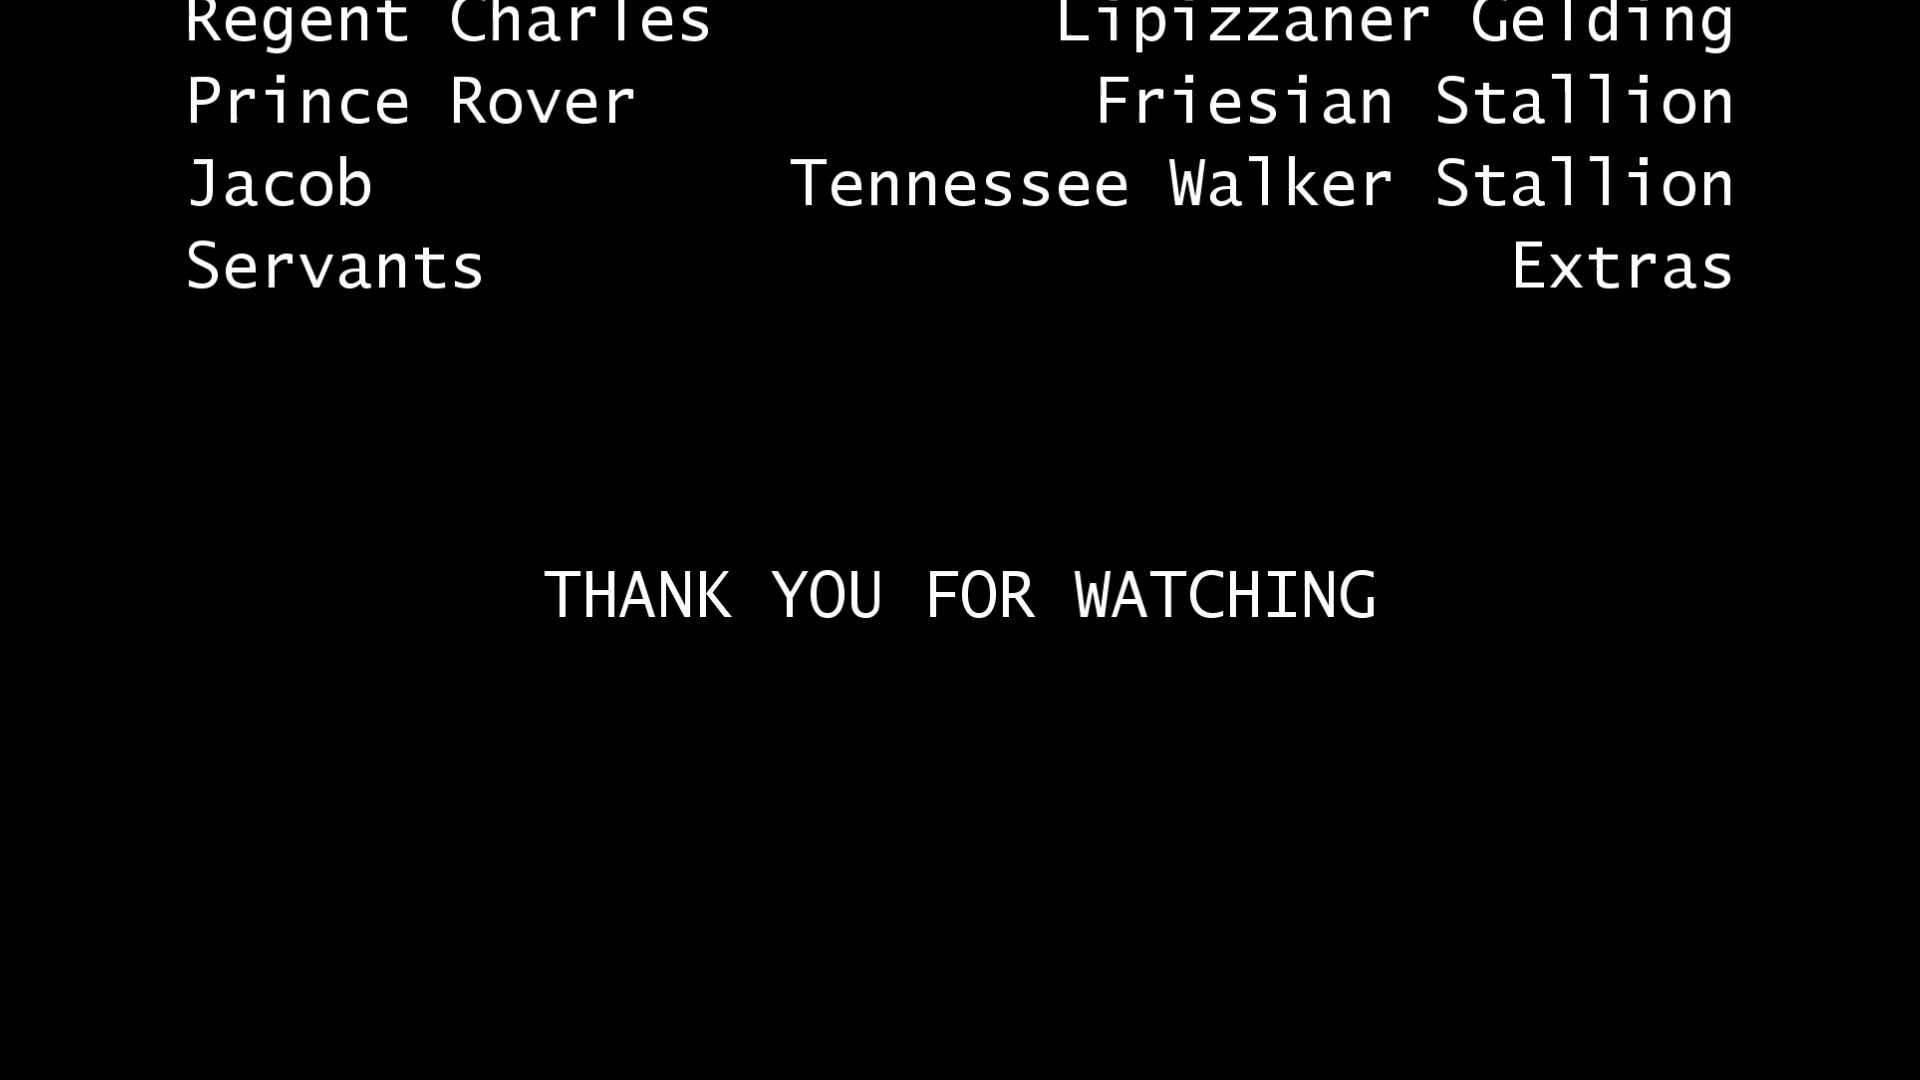 Regent Charles Lipizzaner Gelding
Prince Rover Friesian Stallion
Jacob Tennessee Walker Stallion
Servants Extras
THANK YOU FOR WATCHING